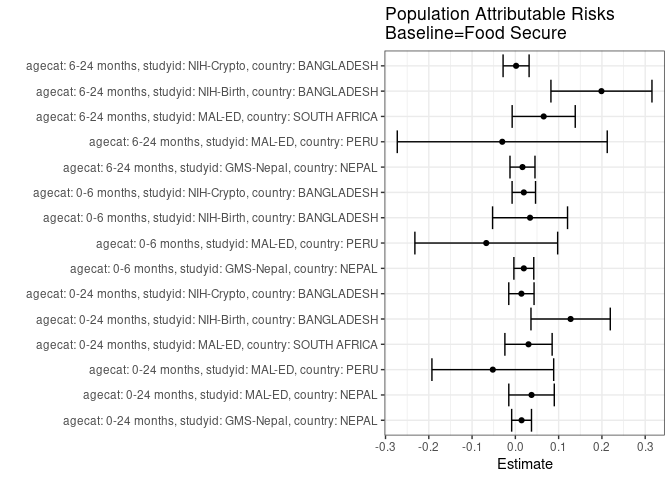 Population Attributable Risks
Baseline=Food Secure
agecat: 6-24 months, studyid: NIH-Crypto, country: BANGLADESH
agecat: 6-24 months, studyid: NIH-Birth, country: BANGLADESH
agecat: 6-24 months, studyid: MAL-ED, country: SOUTH AFRICA
agecat: 6-24 months, studyid: MAL-ED, country: PERU
agecat: 6-24 months, studyid: GMS-Nepal, country: NEPAL
agecat: 0-6 months, studyid: NIH-Crypto, country: BANGLADESH
agecat: 0-6 months, studyid: NIH-Birth, country: BANGLADESH
agecat: 0-6 months, studyid: MAL-ED, country: PERU
agecat: 0-6 months, studyid: GMS-Nepal, country: NEPAL
agecat: 0-24 months, studyid: NIH-Crypto, country: BANGLADESH
agecat: 0-24 months, studyid: NIH-Birth, country: BANGLADESH
agecat: 0-24 months, studyid: MAL-ED, country: SOUTH AFRICA
agecat: 0-24 months, studyid: MAL-ED, country: PERU
agecat: 0-24 months, studyid: MAL-ED, country: NEPAL
agecat: 0-24 months, studyid: GMS-Nepal, country: NEPAL
-0.3 -0.2 -0.1 0.0 0.1 0.2 0.3
Estimate